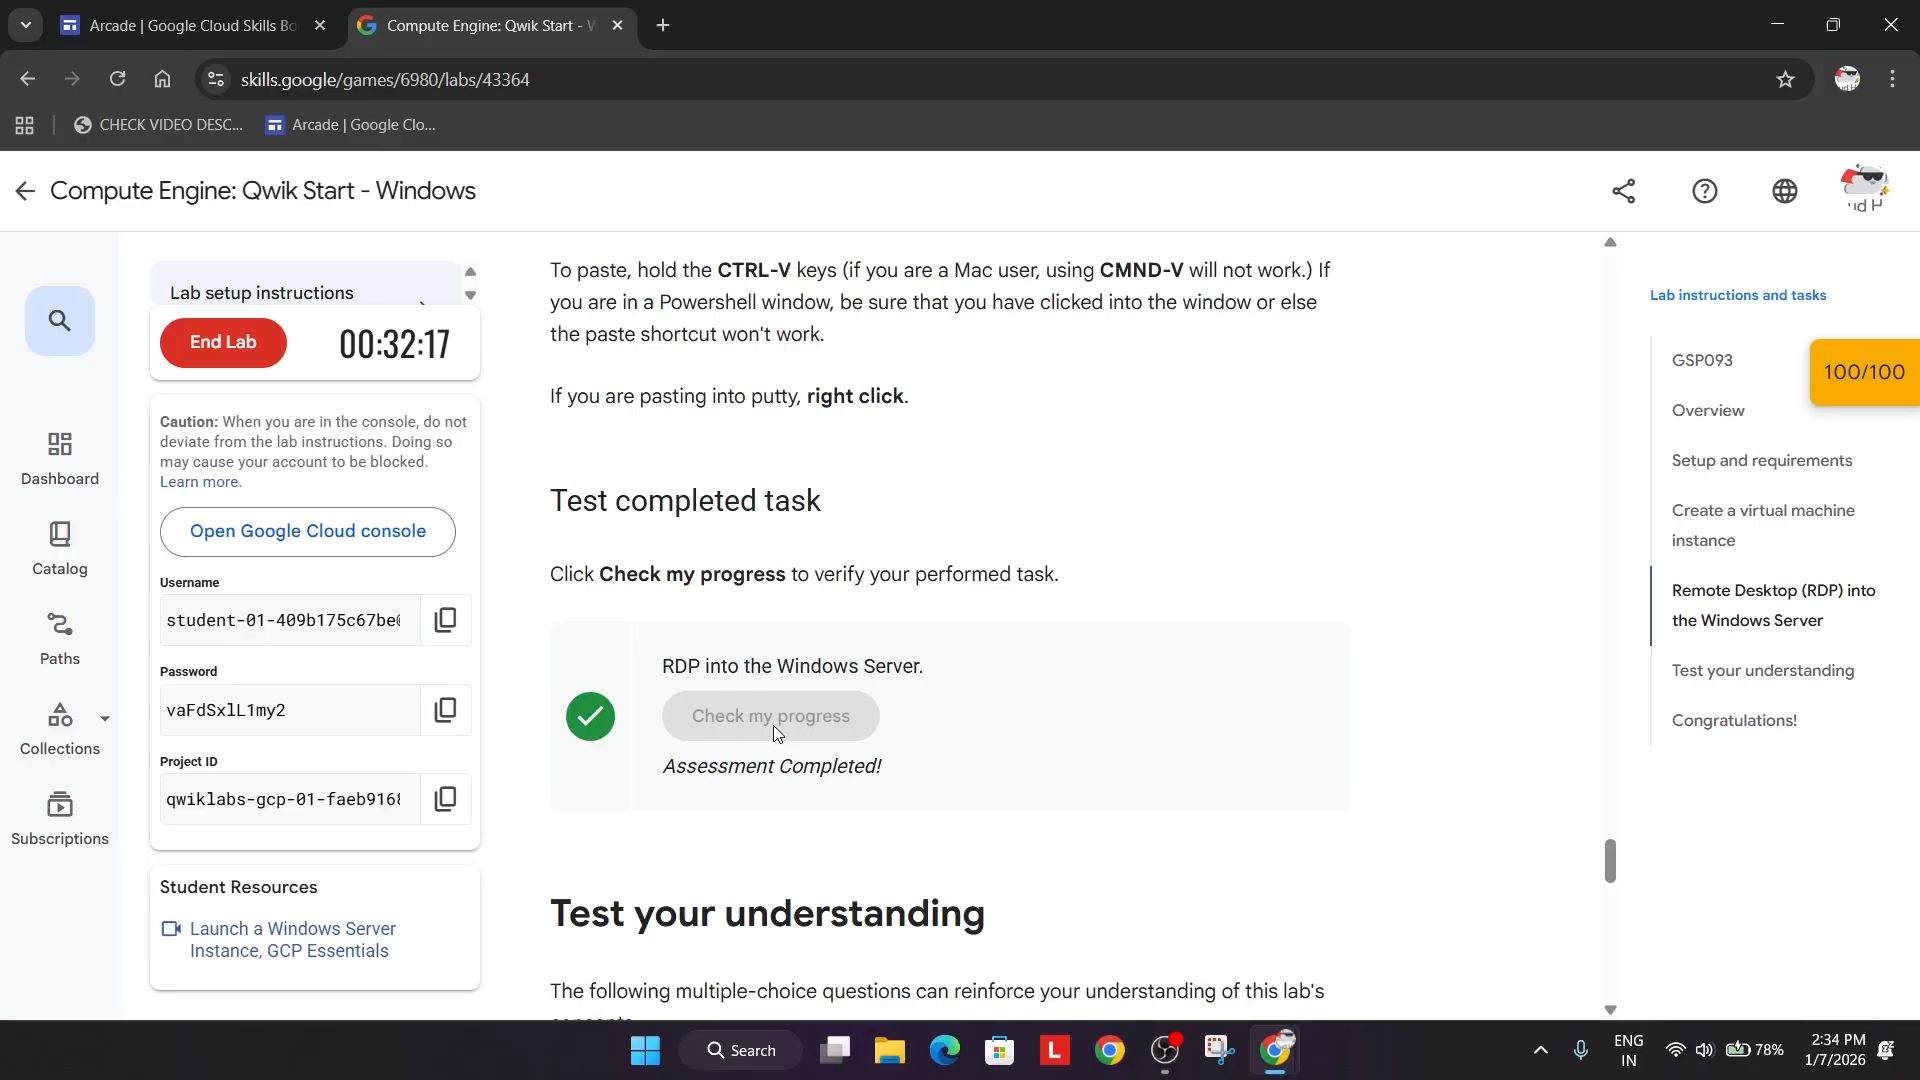 Arcade | Google Cloud Skills Bo
Compute Engine: Qwik Start -
skills.google/games/6980/labs/43364
CHECK VIDEO DESC...
Arcade | Google Clo...
Compute Engine: Qwik Start - Windows
Dashboard
Catalog
Paths
Collections
Subscriptions
Lab setup instructions
End Lab
00:32:17
Caution: When you are in the console, do not
deviate from the lab instructions. Doing so
may cause your account to be blocked.
Learn more.
Open Google Cloud console
Username
student-01-409b175c67be
Password
vaFdSxlL1my2
Project ID
qwiklabs-gcp-01-faeb916
Student Resources
Launch a Windows Server
Instance, GCP Essentials
To paste, hold the CTRL-V keys (if you are a Mac user, using CMND-V will not work.) If
you are in a Powershell window, be sure that you have clicked into the window or else
the paste shortcut won't work.
If you are pasting into putty, right click.
Test completed task
Click Check my progress to verify your performed task.
RDP into the Windows Server.
Check my progress
Assessment Completed!
Test your understanding
The following multiple-choice questions can reinforce your understanding of this lab's
Lab instructions and tasks
GSP093
100/100
Overview
Setup and requirements
Create a virtual machine
instance
Remote Desktop (RDP) into
the Windows Server
Test your understanding
Congratulations!
Search
ENG
IN
78%
2:34 PM
1/7/2026